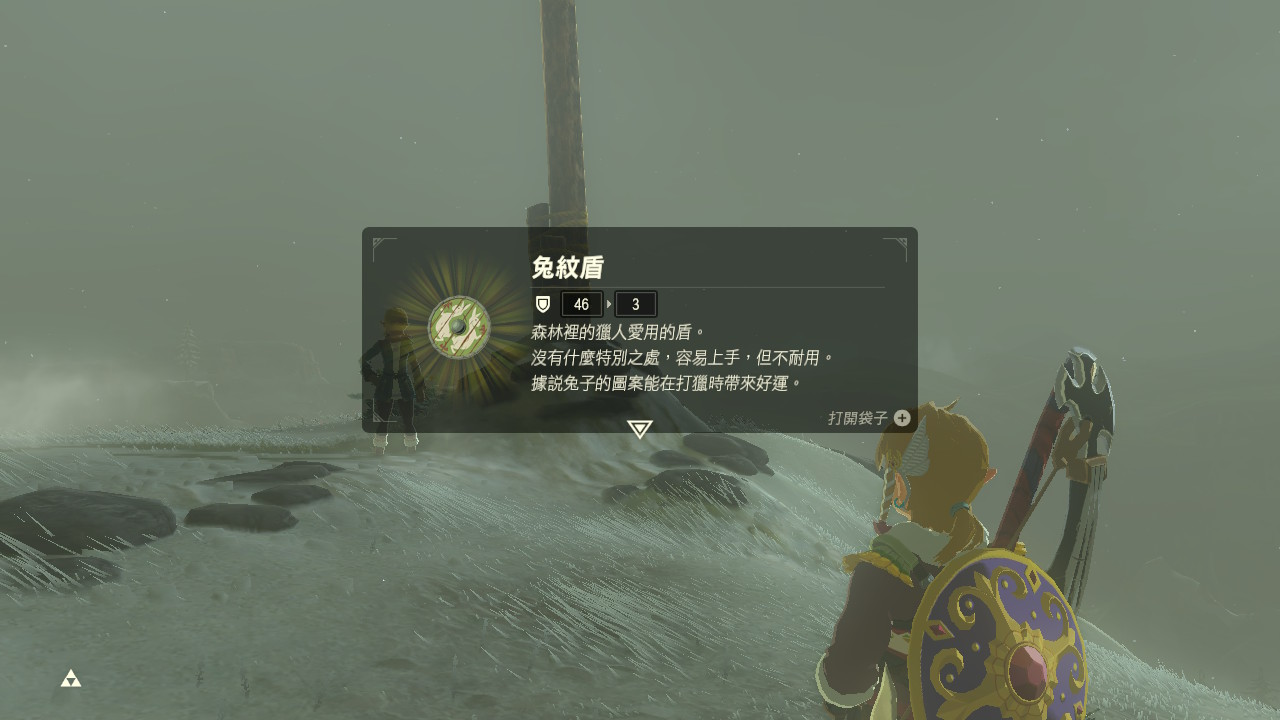 兔紋盾
46 3
森林裡的獵人愛用的盾。
沒有什麼特別之處，容易上手，但不耐用。
據説兔子的圖案能在打獵時帶來好運。
打開袋子